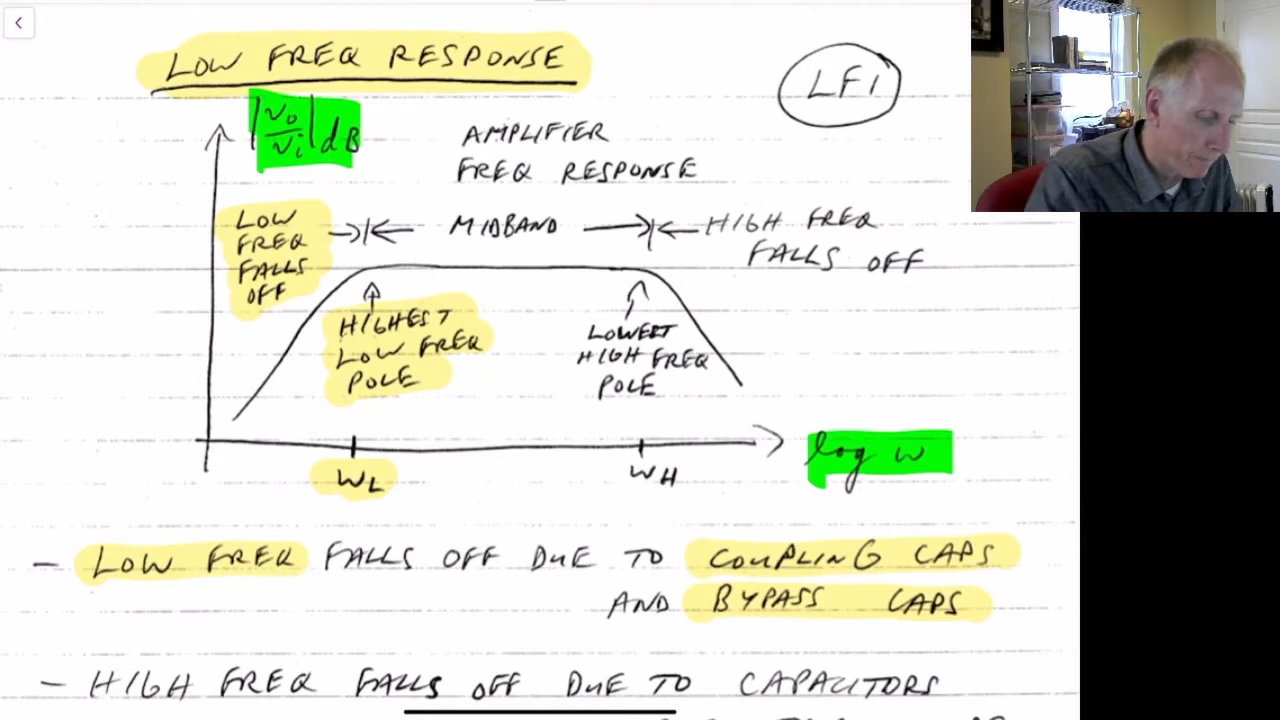 LOW FREQ RESPONSE
LF1
|Vo/Vi| dB
AMPLIFIER
FREQ RESPONSE
LOW
FREQ
FALLS
OFF
MIDBAND
HIGH FREQ
FALLS OFF
HIGHEST
LOW FREQ
POLE
LOWEST
HIGH FREQ
POLE
log ω
ωL
ωH
- LOW FREQ FALLS OFF DUE TO COUPLING CAPS
AND BYPASS CAPS
- HIGH FREQ FALLS OFF DUE TO CAPACITORS